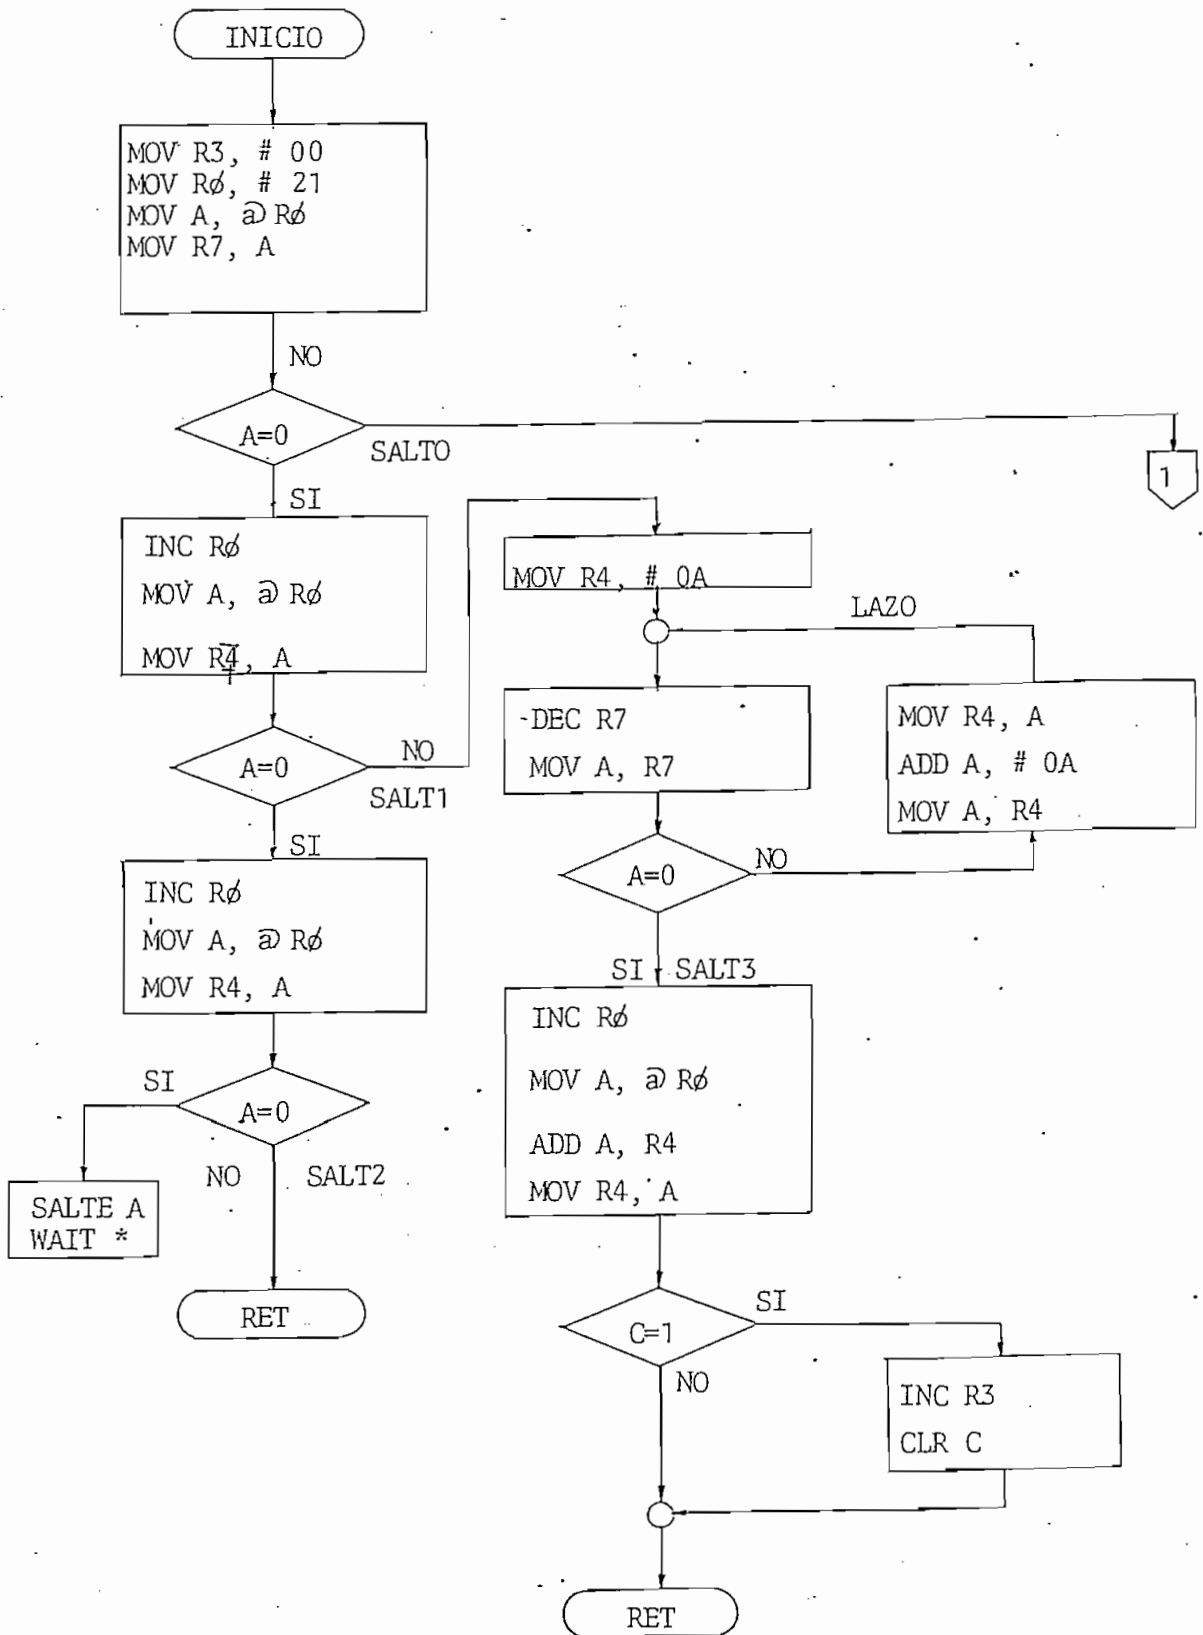 INICIO
MOV R3, # 00
MOV RØ, # 21
MOV A, @ RØ
MOV R7, A
NO
A=0
SALTO
1
SI
INC RØ
MOV A, @ RØ
MOV R4, A
A=0
NO
SALT1
SI
INC RØ
MOV A, @ RØ
MOV R4, A
A=0
SI
NO
SALT2
SALTE A
WAIT *
RET
MOV R4, # 0A
LAZO
DEC R7
MOV A, R7
MOV R4, A
ADD A, # 0A
MOV A, R4
A=0
NO
SI
SALT3
INC RØ
MOV A, @ RØ
ADD A, R4
MOV R4, A
C=1
SI
NO
INC R3
CLR C
RET